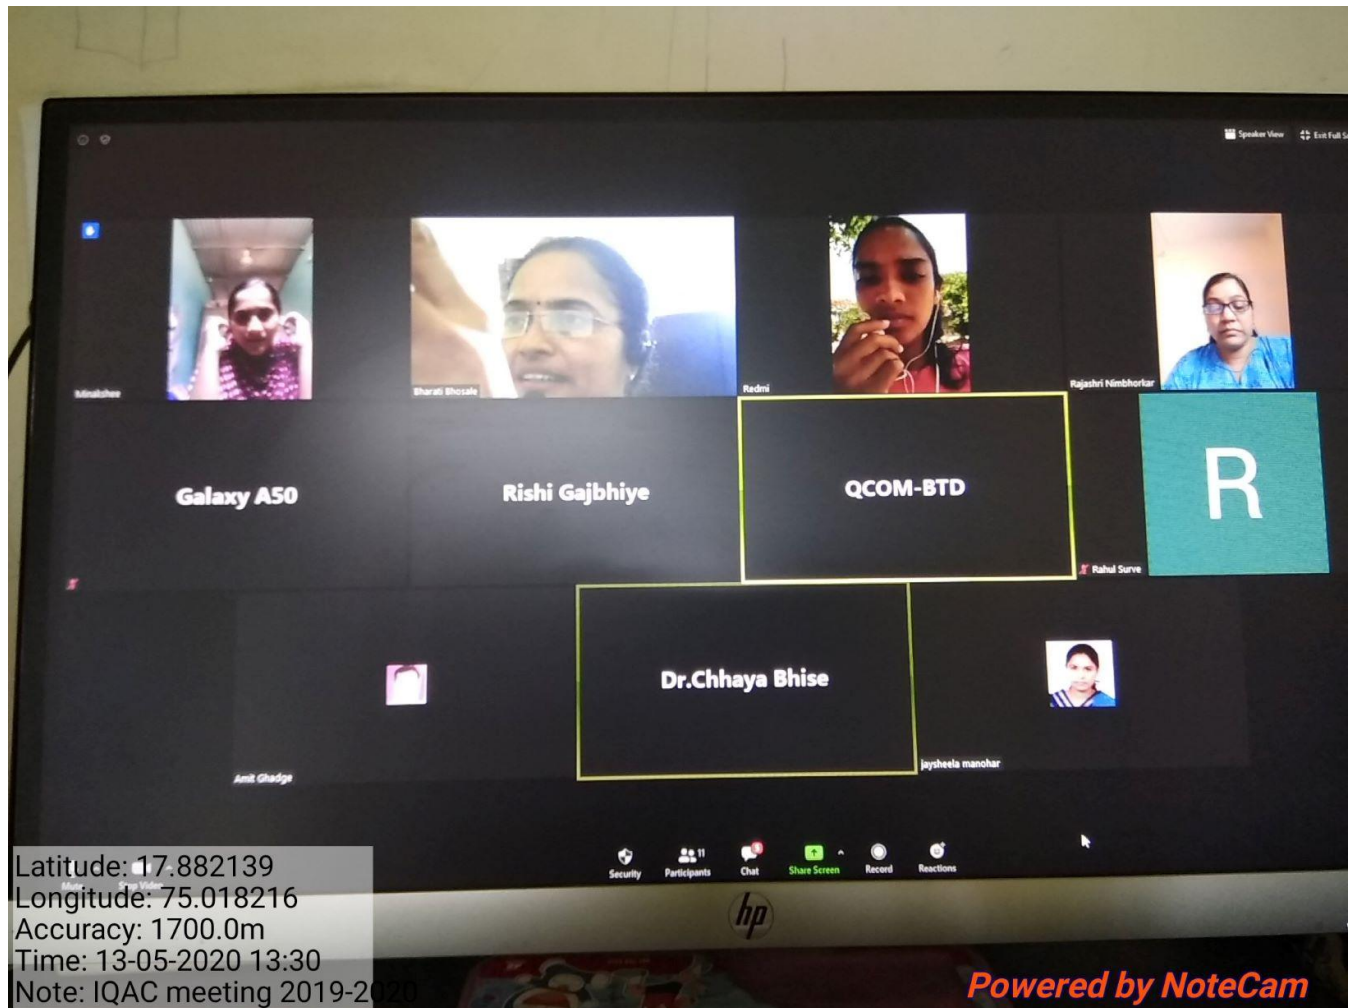 Speaker View
Exit Full
Minakshee
Bharati Bhosale
Redmi
Rajashri Nimbhorkar
Galaxy A50
Rishi Gajbhiye
QCOM-BTD
R
Rahul Surve
Amit Ghadge
Dr.Chhaya Bhise
jaysheela manohar
Mute
Stop Video
Security
Participants
11
Chat
Share Screen
Record
Reactions
hp
Latitude: 17.882139
Longitude: 75.018216
Accuracy: 1700.0m
Time: 13-05-2020 13:30
Note: IQAC meeting 2019-2020
Powered by NoteCam